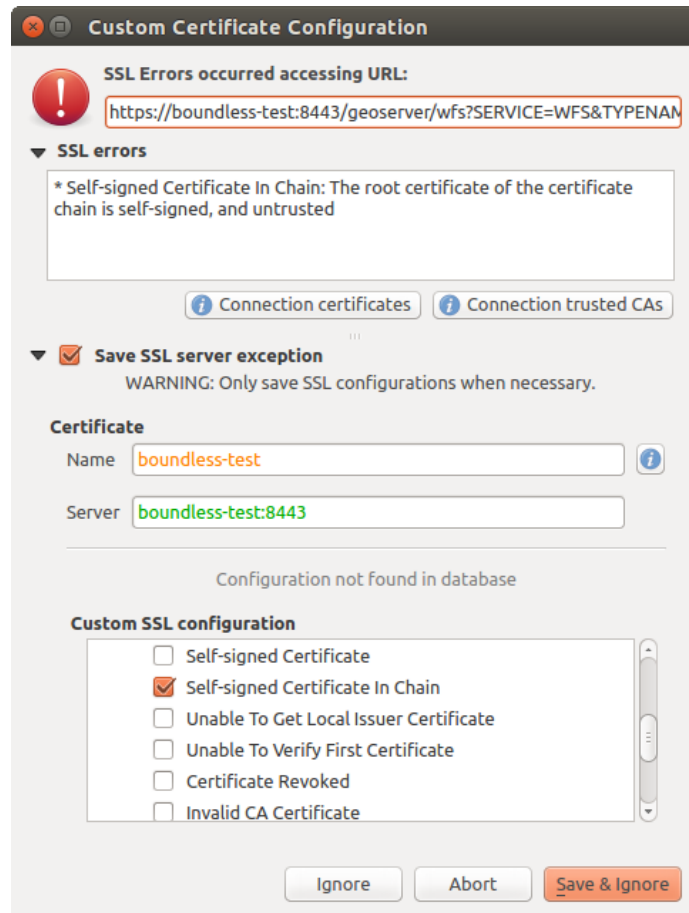 Custom Certificate Configuration
SSL Errors occurred accessing URL:
https://boundless-test:8443/geoserver/wfs?SERVICE=WFS&TYPENAM
SSL errors
* Self-signed Certificate In Chain: The root certificate of the certificate
chain is self-signed, and untrusted
Connection certificates
Connection trusted CAs
Save SSL server exception
WARNING: Only save SSL configurations when necessary.
Certificate
Name
boundless-test
Server
boundless-test:8443
Configuration not found in database
Custom SSL configuration
Self-signed Certificate
Self-signed Certificate In Chain
Unable To Get Local Issuer Certificate
Unable To Verify First Certificate
Certificate Revoked
Invalid CA Certificate
Ignore
Abort
Save & Ignore